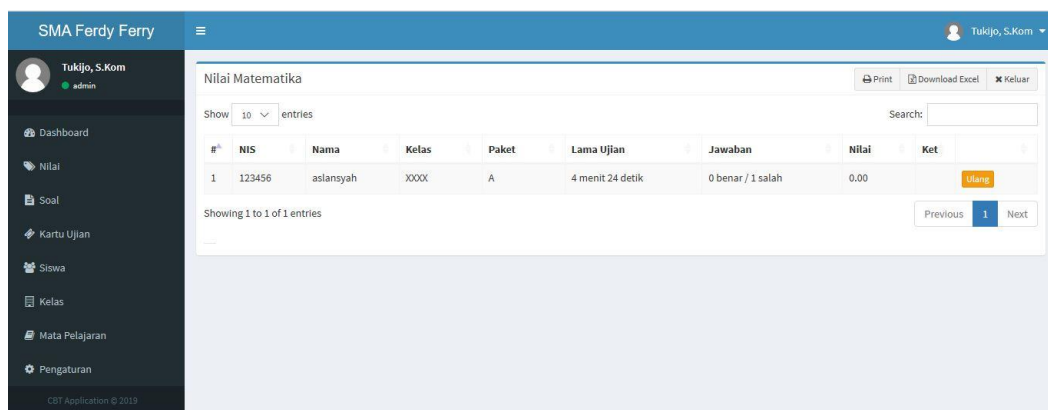 SMA Ferdy Ferry
Tukijo, S.Kom
Tukijo, S.Kom
admin
Dashboard
Nilai
Soal
Kartu Ujian
Siswa
Kelas
Mata Pelajaran
Pengaturan
CBT Application © 2019
Nilai Matematika
Print Download Excel Keluar
Show 10 entries
Search:
# NIS Nama Kelas Paket Lama Ujian Jawaban Nilai Ket
1 123456 aslansyah XXXX A 4 menit 24 detik 0 benar / 1 salah 0.00 Ulang
Showing 1 to 1 of 1 entries
Previous 1 Next